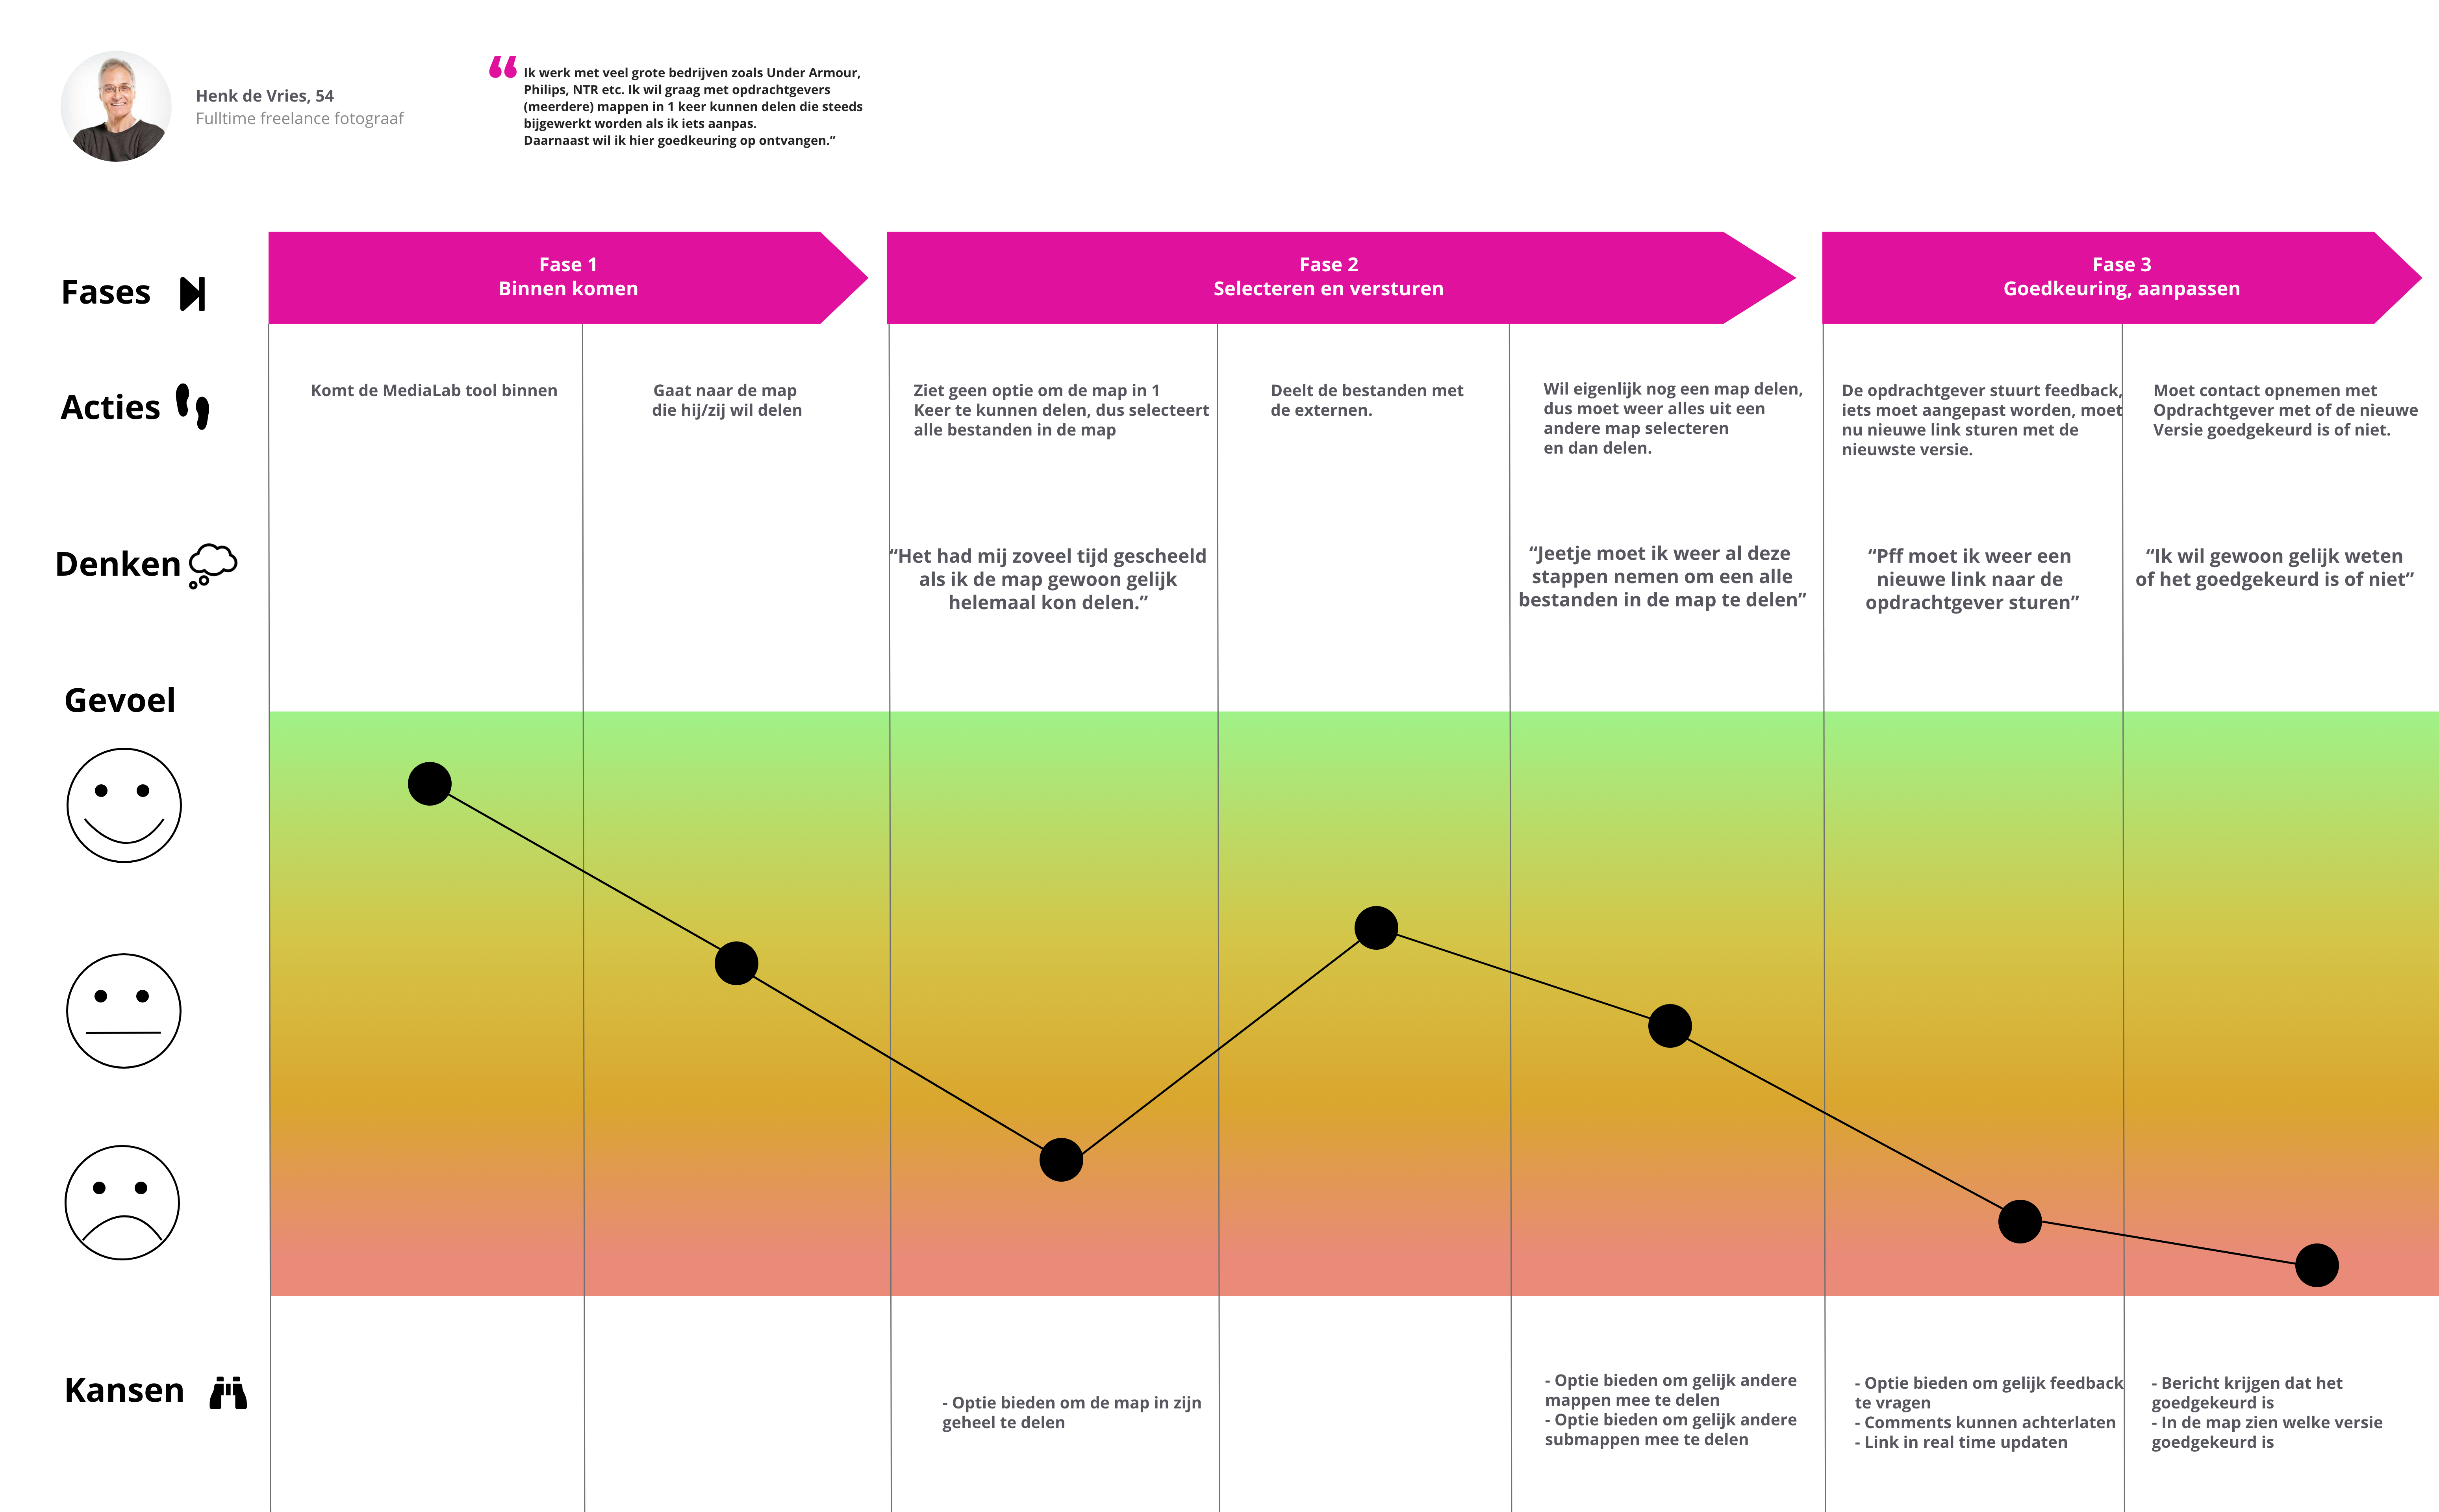 Henk de Vries, 54
Fulltime freelance fotograaf
“Ik werk met veel grote bedrijven zoals Under Armour,
Philips, NTR etc. Ik wil graag met opdrachtgevers
(meerdere) mappen in 1 keer kunnen delen die steeds
bijgewerkt worden als ik iets aanpas.
Daarnaast wil ik hier goedkeuring op ontvangen.”
Fases
Fase 1
Binnen komen
Fase 2
Selecteren en versturen
Fase 3
Goedkeuring, aanpassen
Acties
Komt de MediaLab tool binnen
Gaat naar de map
die hij/zij wil delen
Ziet geen optie om de map in 1
Keer te kunnen delen, dus selecteert
alle bestanden in de map
Deelt de bestanden met
de externen.
Wil eigenlijk nog een map delen,
dus moet weer alles uit een
andere map selecteren
en dan delen.
De opdrachtgever stuurt feedback,
iets moet aangepast worden, moet
nu nieuwe link sturen met de
nieuwste versie.
Moet contact opnemen met
Opdrachtgever met of de nieuwe
Versie goedgekeurd is of niet.
Denken
“Het had mij zoveel tijd gescheeld
als ik de map gewoon gelijk
helemaal kon delen.”
“Jeetje moet ik weer al deze
stappen nemen om een alle
bestanden in de map te delen”
“Pff moet ik weer een
nieuwe link naar de
opdrachtgever sturen”
“Ik wil gewoon gelijk weten
of het goedgekeurd is of niet”
Gevoel
Kansen
- Optie bieden om de map in zijn
geheel te delen
- Optie bieden om gelijk andere
mappen mee te delen
- Optie bieden om gelijk andere
submappen mee te delen
- Optie bieden om gelijk feedback
te vragen
- Comments kunnen achterlaten
- Link in real time updaten
- Bericht krijgen dat het
goedgekeurd is
- In de map zien welke versie
goedgekeurd is